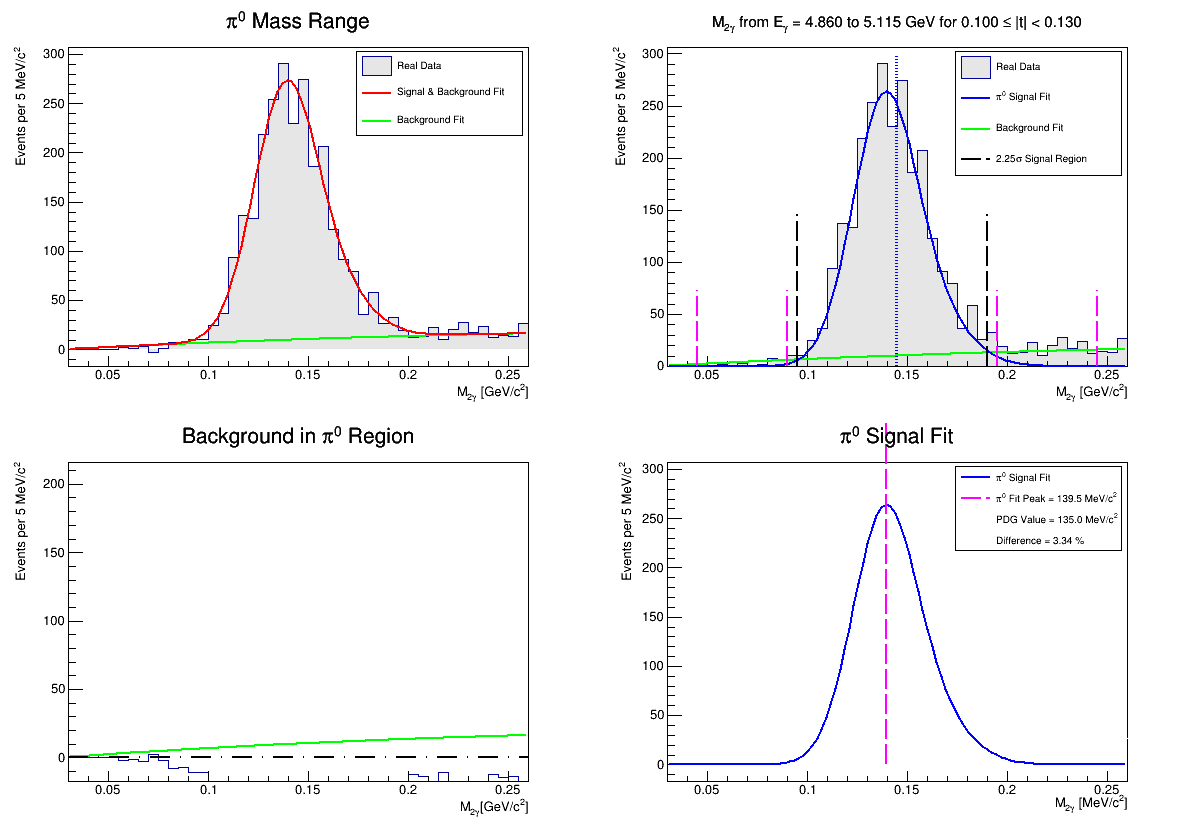 π⁰ Mass Range
Events per 5 MeV/c²
300
250
200
150
100
50
0
Real Data
Signal & Background Fit
Background Fit
0.05 0.1 0.15 0.2 0.25
M₂γ [GeV/c²]
M₂γ from Eγ = 4.860 to 5.115 GeV for 0.100 ≤ |t| < 0.130
Events per 5 MeV/c²
300
250
200
150
100
50
0
Real Data
π⁰ Signal Fit
Background Fit
2.25σ Signal Region
0.05 0.1 0.15 0.2 0.25
M₂γ [GeV/c²]
Background in π⁰ Region
Events per 5 MeV/c²
200
150
100
50
0
0.05 0.1 0.15 0.2 0.25
M₂γ[GeV/c²]
π⁰ Signal Fit
Events per 5 MeV/c²
300
250
200
150
100
50
0
π⁰ Signal Fit
π⁰ Fit Peak = 139.5 MeV/c²
PDG Value = 135.0 MeV/c²
Difference = 3.34 %
0.05 0.1 0.15 0.2 0.25
M₂γ [MeV/c²]